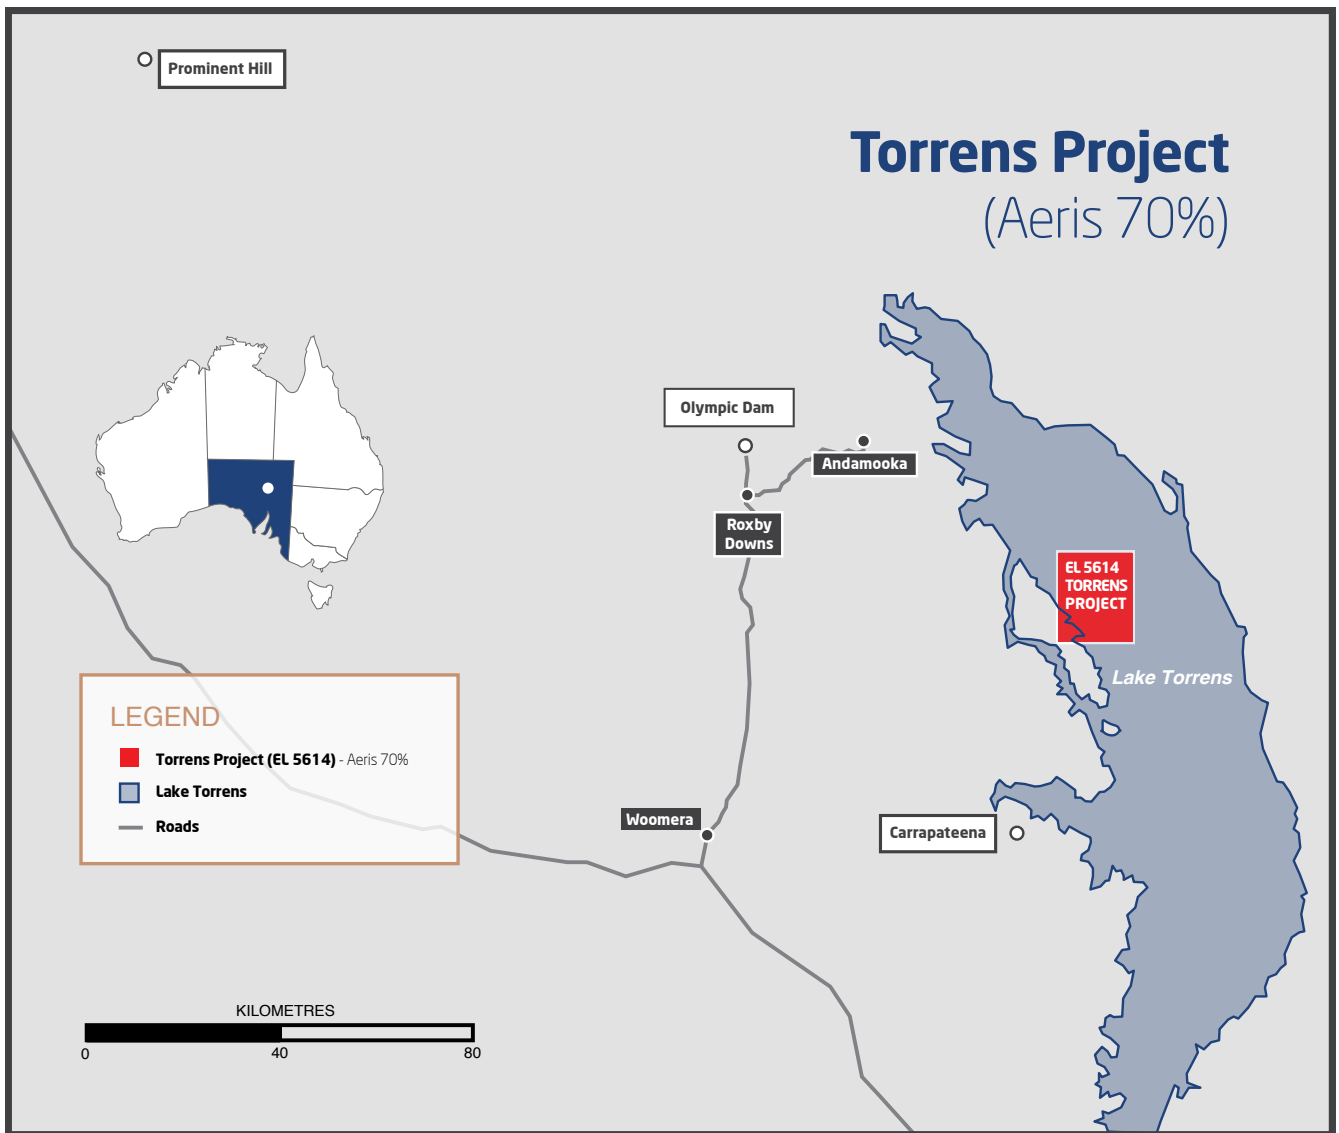 Prominent Hill
Torrens Project
(Aeris 70%)
Olympic Dam
Andamooka
Roxby
Downs
EL 5614
TORRENS
PROJECT
Lake Torrens
LEGEND
Torrens Project (EL 5614) - Aeris 70%
Lake Torrens
Roads
Woomera
Carrapateena
KILOMETRES
0 40 80